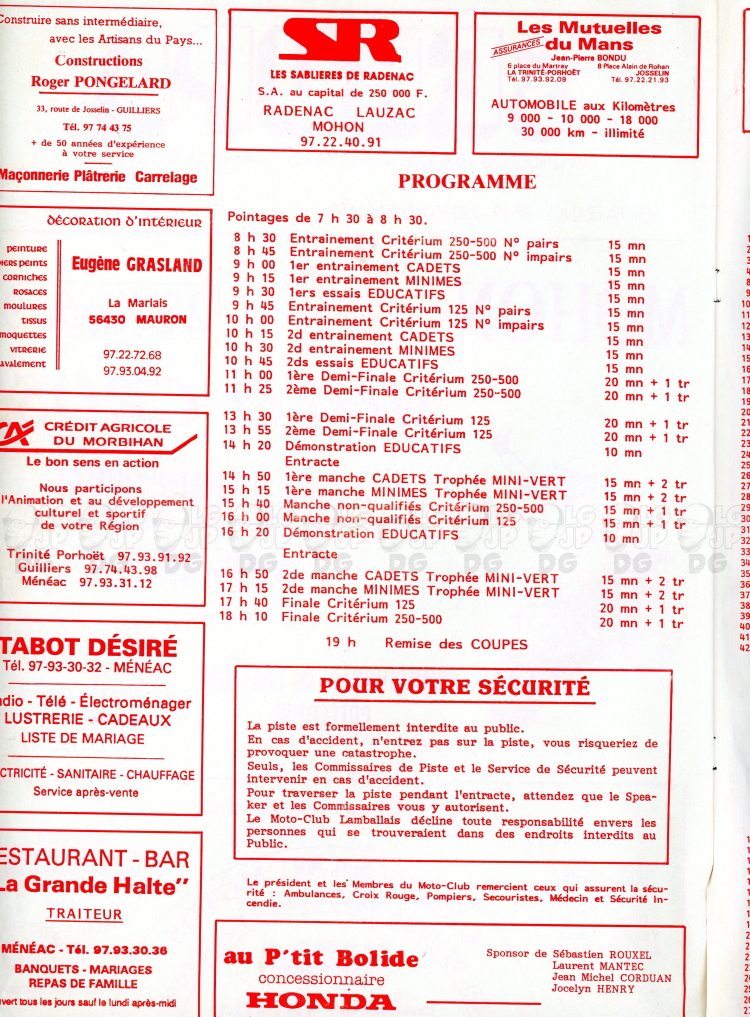 Construire sans intermédiaire,
avec les Artisans du Pays...
Constructions
Roger PONGELARD
33, route de Josselin - GUILLIERS
Tél. 97 74 43 75
+ de 50 années d'expérience
à votre service
Maçonnerie Plâtrerie Carrelage
SR
LES SABLIERES DE RADENAC
S.A. au capital de 250 000 F.
RADENAC LAUZAC
MOHON
97.22.40.91
Les Mutuelles
ASSURANCES du Mans
Jean-Pierre BONDU
6 place du Martray 8 Place Alain de Rohan
LA TRINITÉ-PORHOËT JOSSELIN
Tél. 97.93.92.09 Tél. 97.22.21.93
AUTOMOBILE aux Kilomètres
9 000 - 10 000 - 18 000
30 000 km - illimité
DÉCORATION D'INTÉRIEUR
PEINTURE
IERS PEINTS
CORNICHES
ROSACES
MOULURES
TISSUS
MOQUETTES
VITRERIE
AVALEMENT
Eugène GRASLAND
La Mariais
56430 MAURON
97.22.72.68
97.93.04.92
CA CRÉDIT AGRICOLE
DU MORBIHAN
Le bon sens en action
Nous participons
l'Animation et au développement
culturel et sportif
de votre Région
Trinité Porhoët 97.93.91.92
Guilliers 97.74.43.98
Ménéac 97.93.31.12
TABOT DÉSIRÉ
Tél. 97-93-30-32 - MÉNÉAC
dio - Télé - Électroménager
LUSTRERIE - CADEAUX
LISTE DE MARIAGE
CTRICITÉ - SANITAIRE - CHAUFFAGE
Service après-vente
ESTAURANT - BAR
La Grande Halte"
TRAITEUR
MÉNÉAC - Tél. 97.93.30.36
BANQUETS - MARIAGES
REPAS DE FAMILLE
vert tous les jours sauf le lundi après-midi
PROGRAMME
Pointages de 7 h 30 à 8 h 30.
8 h 30 Entrainement Critérium 250-500 N° pairs 15 mn
8 h 45 Entrainement Critérium 250-500 N° impairs 15 mn
9 h 00 1er entrainement CADETS 15 mn
9 h 15 1er entrainement MINIMES 15 mn
9 h 30 1ers essais EDUCATIFS 15 mn
9 h 45 Entrainement Critérium 125 N° pairs 15 mn
10 h 00 Entrainement Critérium 125 N° impairs 15 mn
10 h 15 2d entrainement CADETS 15 mn
10 h 30 2d entrainement MINIMES 15 mn
10 h 45 2ds essais EDUCATIFS 15 mn
11 h 00 1ère Demi-Finale Critérium 250-500 20 mn + 1 tr
11 h 25 2ème Demi-Finale Critérium 250-500 20 mn + 1 tr
13 h 30 1ère Demi-Finale Critérium 125 20 mn + 1 tr
13 h 55 2ème Demi-Finale Critérium 125 20 mn + 1 tr
14 h 20 Démonstration EDUCATIFS 10 mn
Entracte
14 h 50 1ère manche CADETS Trophée MINI-VERT 15 mn + 2 tr
15 h 15 1ère manche MINIMES Trophée MINI-VERT 15 mn + 2 tr
15 h 40 Manche non-qualifiés Critérium 250-500 15 mn + 1 tr
16 h 00 Manche non-qualifiés Critérium 125 15 mn + 1 tr
16 h 20 Démonstration EDUCATIFS 10 mn
Entracte
16 h 50 2de manche CADETS Trophée MINI-VERT 15 mn + 2 tr
17 h 15 2de manche MINIMES Trophée MINI-VERT 15 mn + 2 tr
17 h 40 Finale Critérium 125 20 mn + 1 tr
18 h 10 Finale Critérium 250-500 20 mn + 1 tr
19 h Remise des COUPES
POUR VOTRE SÉCURITÉ
La piste est formellement interdite au public.
En cas d'accident, n'entrez pas sur la piste, vous risqueriez de
provoquer une catastrophe.
Seuls, les Commissaires de Piste et le Service de Sécurité peuvent
intervenir en cas d'accident.
Pour traverser la piste pendant l'entracte, attendez que le Spea-
ker et les Commissaires vous y autorisent.
Le Moto-Club Lamballais décline toute responsabilité envers les
personnes qui se trouveraient dans des endroits interdits au
Public.
Le président et les Membres du Moto-Club remercient ceux qui assurent la sécu-
rité : Ambulances, Croix Rouge, Pompiers, Secouristes, Médecin et Sécurité In-
cendie.
au P'tit Bolide
concessionnaire
HONDA
Sponsor de Sébastien ROUXEL
Laurent MANTEC
Jean Michel CORDUAN
Jocelyn HENRY